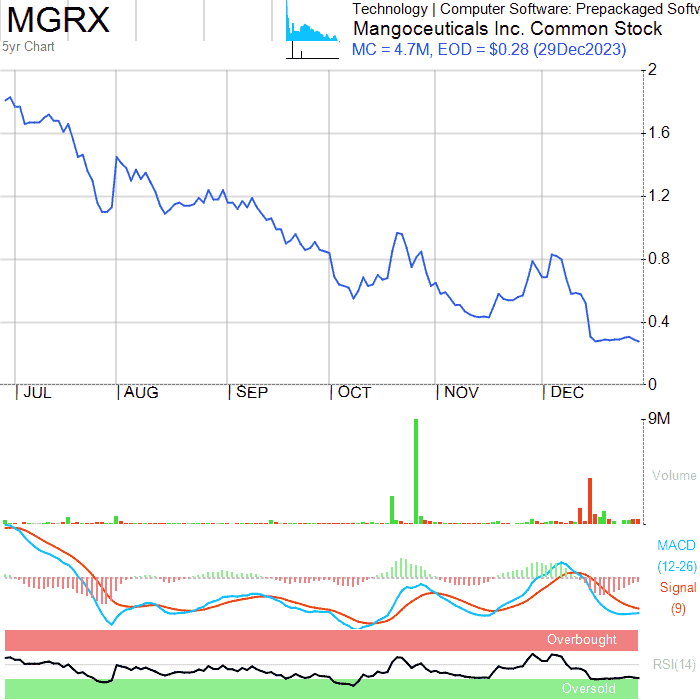 MGRX
5yr Chart
Technology | Computer Software: Prepackaged Softw
Mangoceuticals Inc. Common Stock
MC = 4.7M, EOD = $0.28 (29Dec2023)
2
1.6
1.2
0.8
0.4
0
JUL AUG SEP OCT NOV DEC
9M
Volume
MACD
(12-26)
Signal
(9)
Overbought
RSI(14)
Oversold